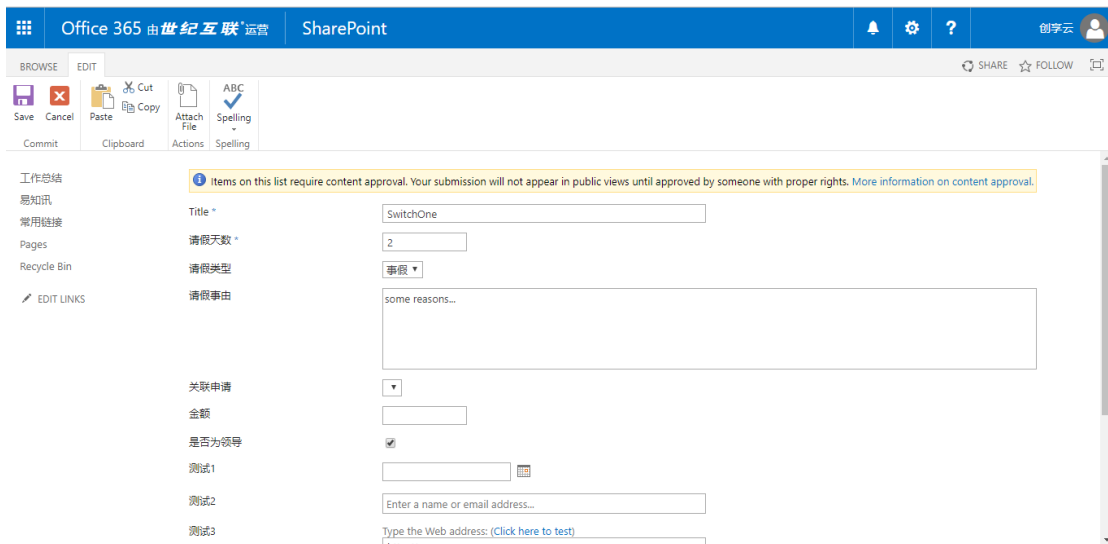 Office 365 由世纪互联运营 SharePoint ? 创享云
BROWSE EDIT SHARE FOLLOW
Save Cancel Paste Cut Copy Attach File ABC Spelling
Commit Clipboard Actions Spelling
工作总结
易知讯
常用链接
Pages
Recycle Bin
EDIT LINKS
Items on this list require content approval. Your submission will not appear in public views until approved by someone with proper rights. More information on content approval.
Title * SwitchOne
请假天数 * 2
请假类型 事假
请假事由 some reasons...
关联申请
金额
是否为领导
测试1
测试2 Enter a name or email address...
测试3 Type the Web address: (Click here to test)